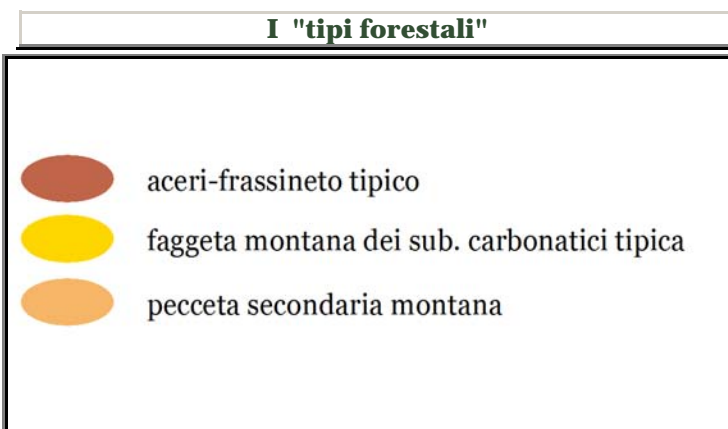 I "tipi forestali"
aceri-frassineto tipico
faggeta montana dei sub. carbonatici tipica
pecceta secondaria montana